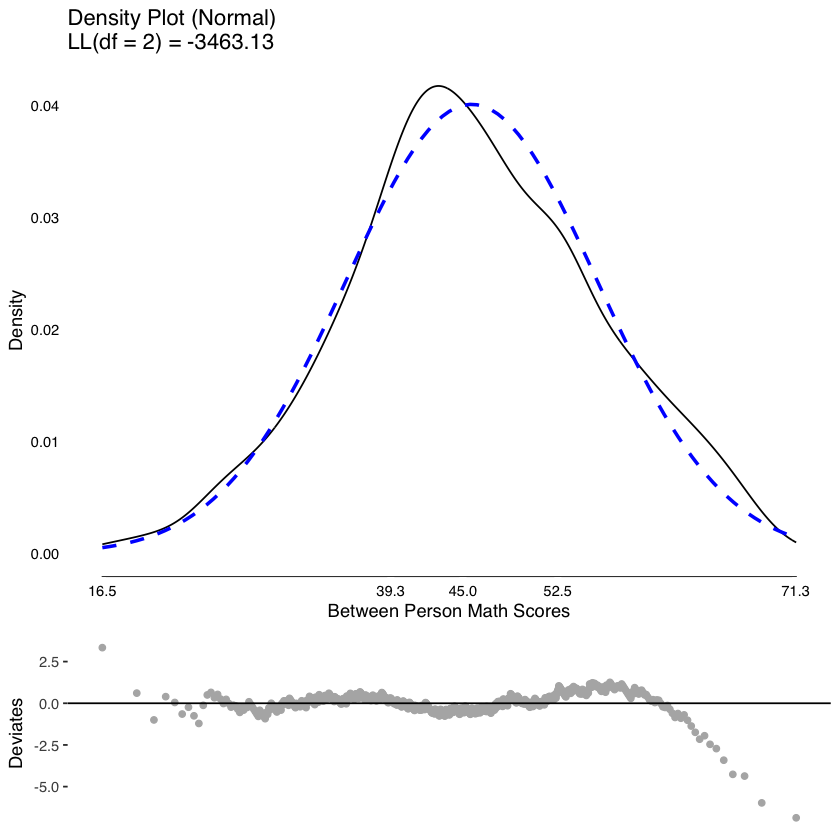 Density Plot (Normal)
LL(df = 2) = -3463.13
0.04
0.03
Density
0.02
0.01
0.00
16.5 39.3 45.0 52.5 71.3
Between Person Math Scores
2.5
0.0
Deviates
-2.5
-5.0